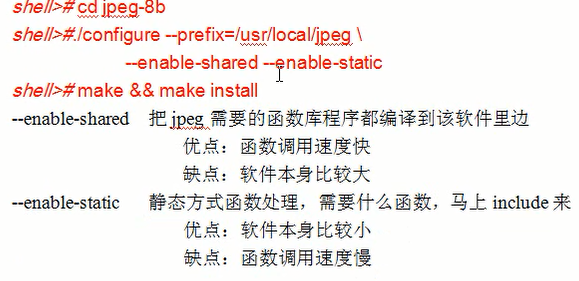 shell># cd jpeg-8b
shell>#./configure --prefix=/usr/local/jpeg \
--enable-shared --enable-static
shell># make && make install
--enable-shared 把 jpeg 需要的函数库程序都编译到该软件里边
优点：函数调用速度快
缺点：软件本身比较大
--enable-static 静态方式函数处理，需要什么函数，马上 include 来
优点：软件本身比较小
缺点：函数调用速度慢